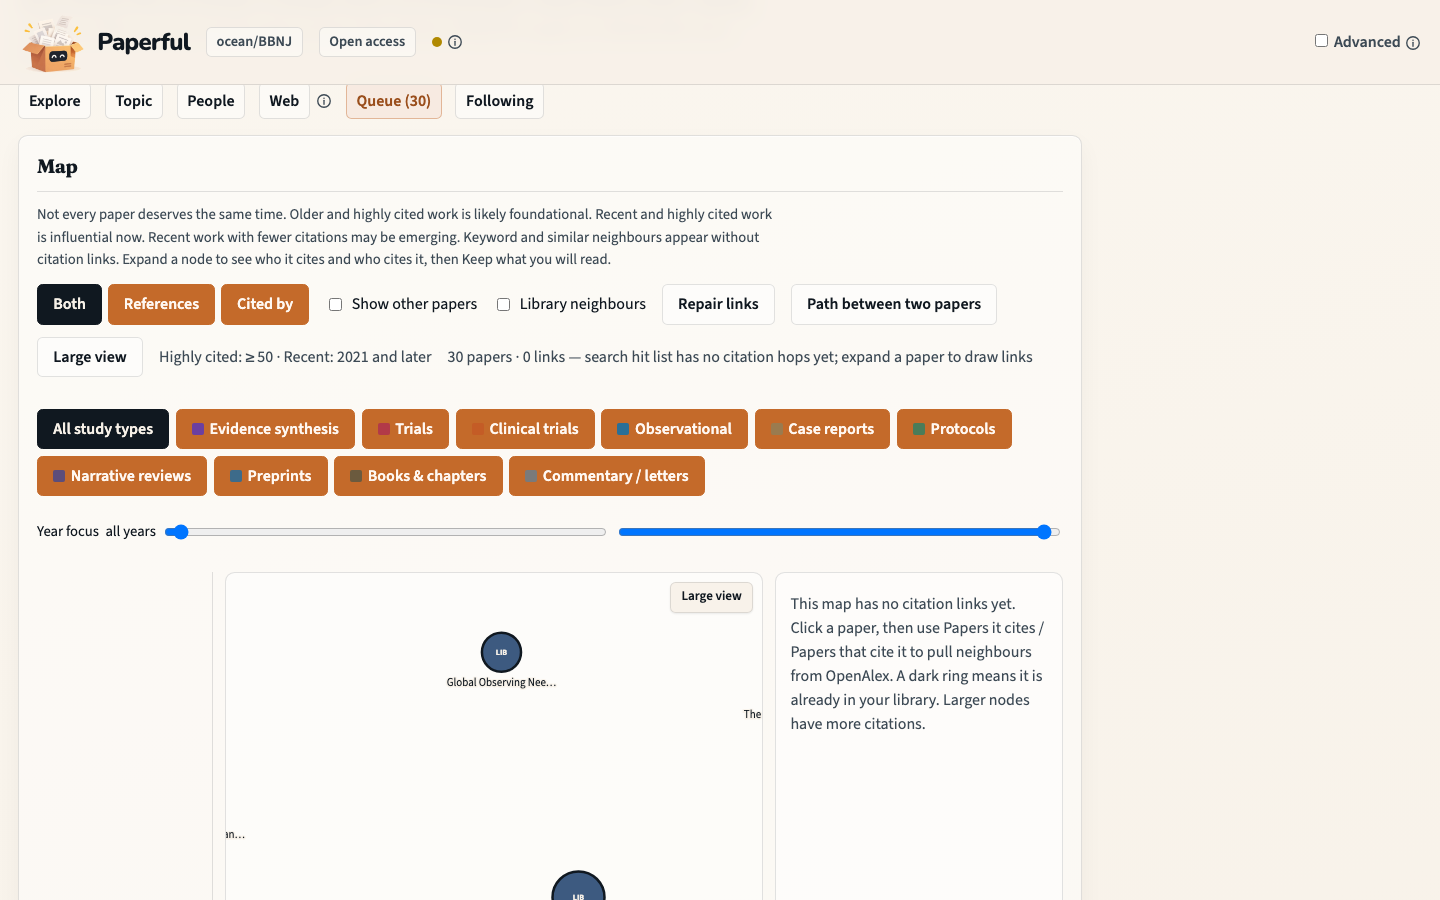 Paperful
ocean/BBNJ
Open access
Advanced
Explore
Topic
People
Web
Queue (30)
Following
Map
Not every paper deserves the same time. Older and highly cited work is likely foundational. Recent and highly cited work
is influential now. Recent work with fewer citations may be emerging. Keyword and similar neighbours appear without
citation links. Expand a node to see who it cites and who cites it, then Keep what you will read.
Both
References
Cited by
Show other papers
Library neighbours
Repair links
Path between two papers
Large view
Highly cited: ≥ 50 · Recent: 2021 and later
30 papers · 0 links — search hit list has no citation hops yet; expand a paper to draw links
All study types
Evidence synthesis
Trials
Clinical trials
Observational
Case reports
Protocols
Narrative reviews
Preprints
Books & chapters
Commentary / letters
Year focus all years
Large view
LIB
Global Observing Nee…
The
an…
LIB
This map has no citation links yet.
Click a paper, then use Papers it cites /
Papers that cite it to pull neighbours
from OpenAlex. A dark ring means it is
already in your library. Larger nodes
have more citations.